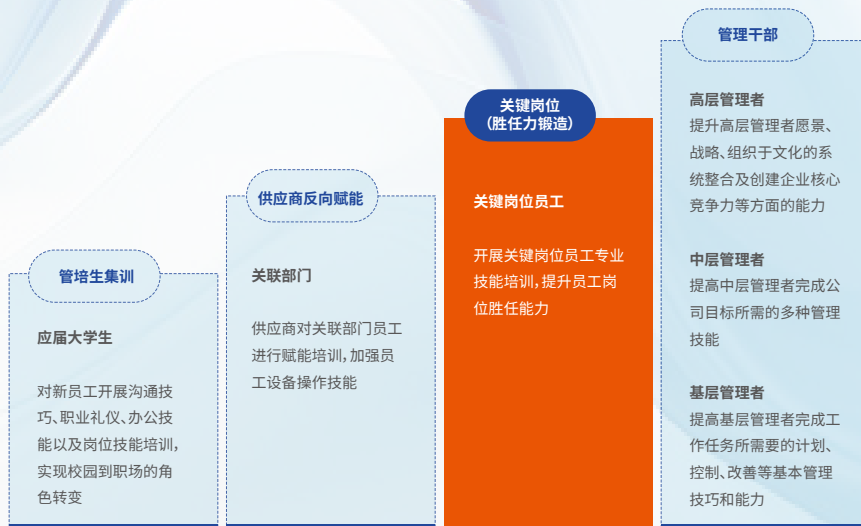 管培生集训
应届大学生
对新员工开展沟通技
巧、职业礼仪、办公技
能以及岗位技能培训,
实现校园到职场的角
色转变
供应商反向赋能
关联部门
供应商对关联部门员工
进行赋能培训,加强员
工设备操作技能
关键岗位
(胜任力锻造)
关键岗位员工
开展关键岗位员工专业
技能培训,提升员工岗
位胜任能力
管理干部
高层管理者
提升高层管理者愿景、
战略、组织于文化的系
统整合及创建企业核心
竞争力等方面的能力
中层管理者
提高中层管理者完成公
司目标所需的多种管理
技能
基层管理者
提高基层管理者完成工
作任务所需要的计划、
控制、改善等基本管理
技巧和能力